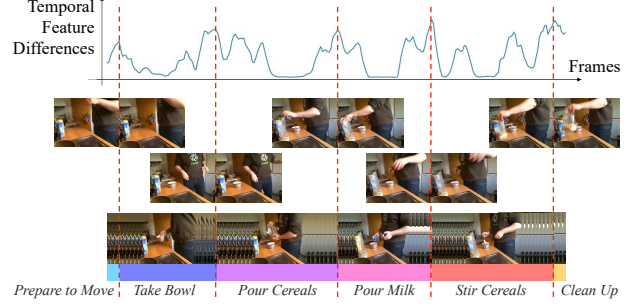 Temporal
Feature
Differences
Frames
Prepare to Move Take Bowl Pour Cereals Pour Milk Stir Cereals Clean Up